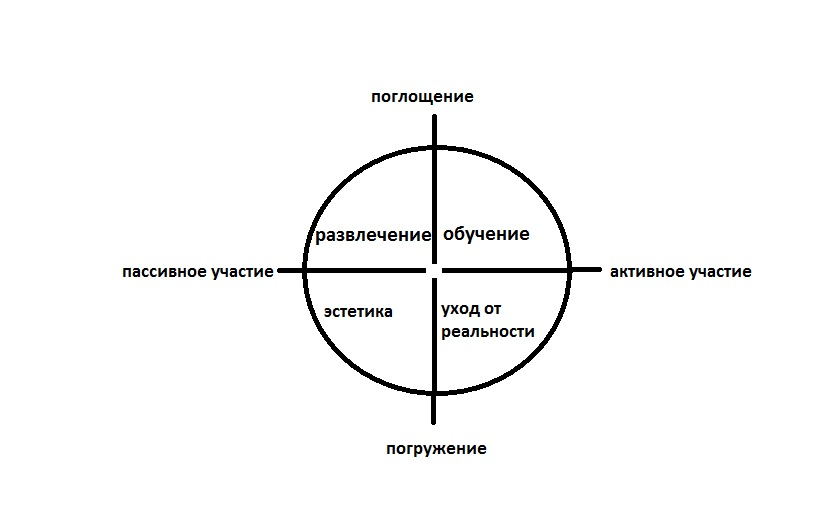 поглощение
развлечение
обучение
пассивное участие
активное участие
эстетика
уход от
реальности
погружение